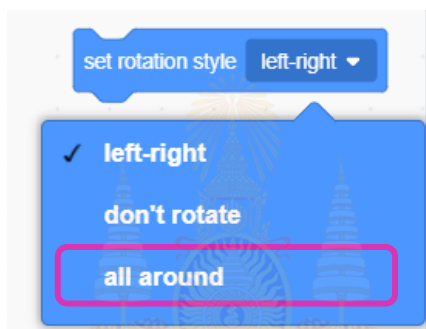 set rotation style left-right
✓ left-right
don't rotate
all around